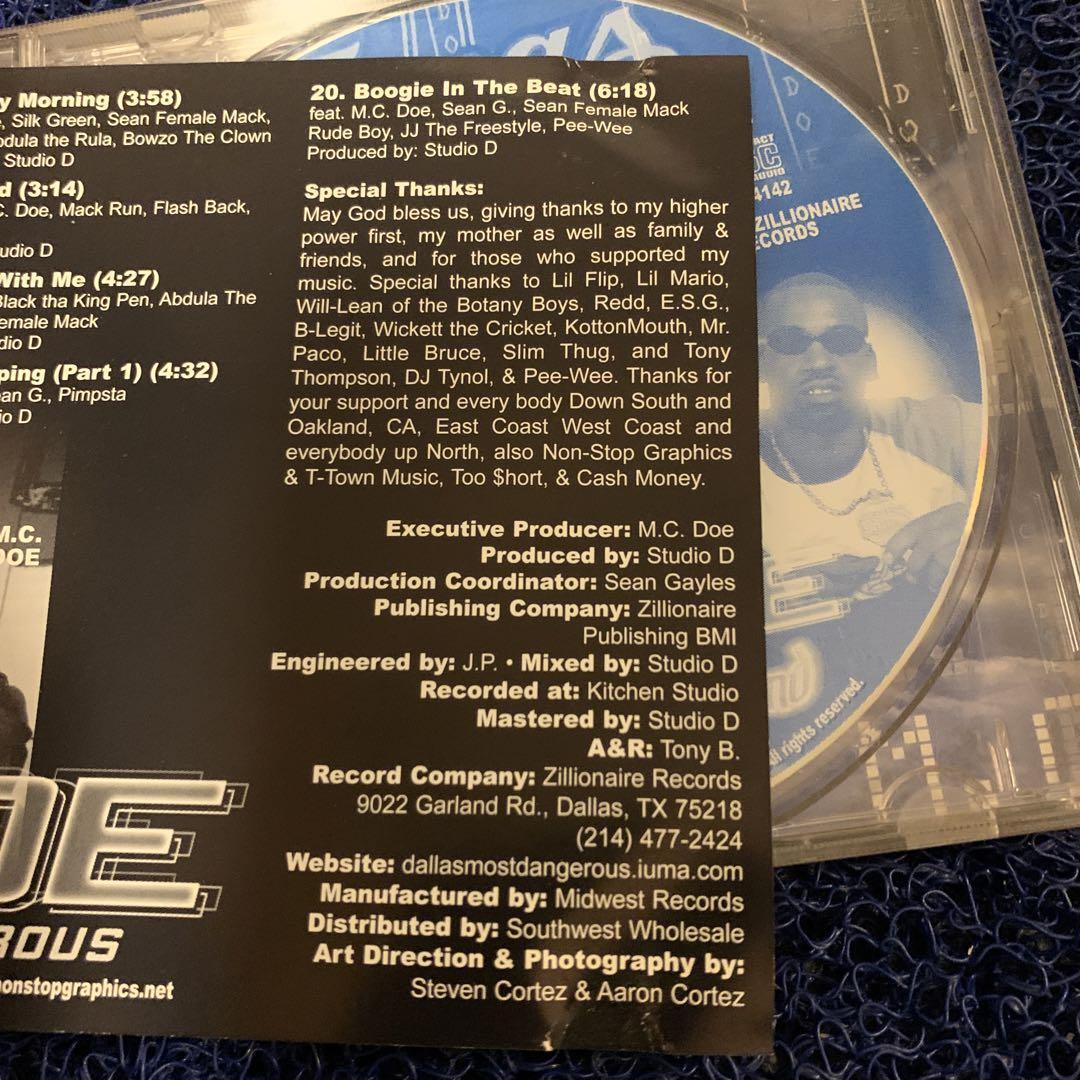 y Morning (3:58)
Silk Green, Sean Female Mack,
odula the Rula, Bowzo The Clown
Studio D
d (3:14)
C. Doe, Mack Run, Flash Back,
udio D
With Me (4:27)
Black tha King Pen, Abdula The
emale Mack
dio D
ping (Part 1) (4:32)
an G., Pimpsta
io D
M.C.
DOE
OE
ROUS
nonstopgraphics.net
20. Boogie In The Beat (6:18)
feat. M.C. Doe, Sean G., Sean Female Mack
Rude Boy, JJ The Freestyle, Pee-Wee
Produced by: Studio D
Special Thanks:
May God bless us, giving thanks to my higher
power first, my mother as well as family &
friends, and for those who supported my
music. Special thanks to Lil Flip, Lil Mario,
Will-Lean of the Botany Boys, Redd, E.S.G.,
B-Legit, Wickett the Cricket, KottonMouth, Mr.
Paco, Little Bruce, Slim Thug, and Tony
Thompson, DJ Tynol, & Pee-Wee. Thanks for
your support and every body Down South and
Oakland, CA, East Coast West Coast and
everybody up North, also Non-Stop Graphics
& T-Town Music, Too $hort, & Cash Money.
Executive Producer: M.C. Doe
Produced by: Studio D
Production Coordinator: Sean Gayles
Publishing Company: Zillionaire
Publishing BMI
Engineered by: J.P. • Mixed by: Studio D
Recorded at: Kitchen Studio
Mastered by: Studio D
A&R: Tony B.
Record Company: Zillionaire Records
9022 Garland Rd., Dallas, TX 75218
(214) 477-2424
Website: dallasmostdangerous.iuma.com
Manufactured by: Midwest Records
Distributed by: Southwest Wholesale
Art Direction & Photography by:
Steven Cortez & Aaron Cortez
4142
ZILLIONAIRE
ECORDS
rights reserved.